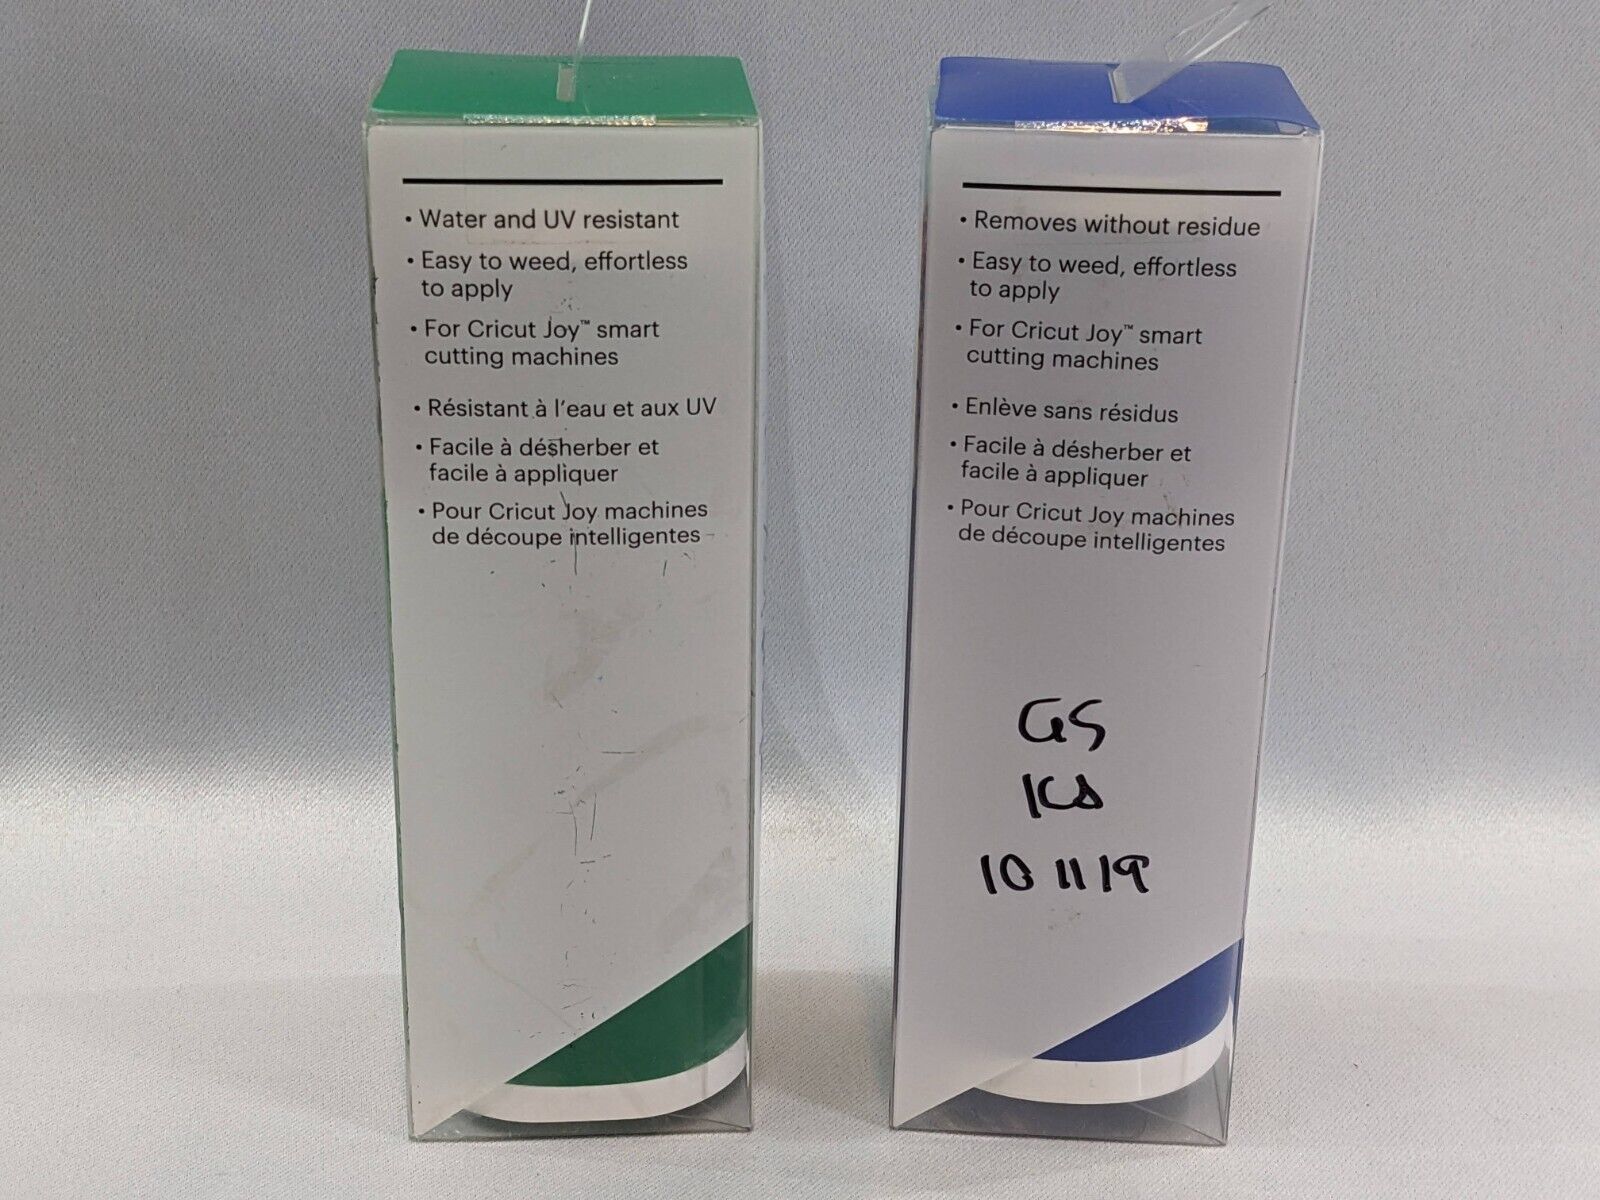 • Water and UV resistant
• Easy to weed, effortless
to apply
• For Cricut Joy™ smart
cutting machines
• Résistant à l'eau et aux UV
• Facile à désherber et
facile à appliquer
• Pour Cricut Joy machines
de découpe intelligentes
• Removes without residue
• Easy to weed, effortless
to apply
• For Cricut Joy™ smart
cutting machines
• Enlève sans résidus
• Facile à désherber et
facile à appliquer
• Pour Cricut Joy machines
de découpe intelligentes
GS
10 11 19